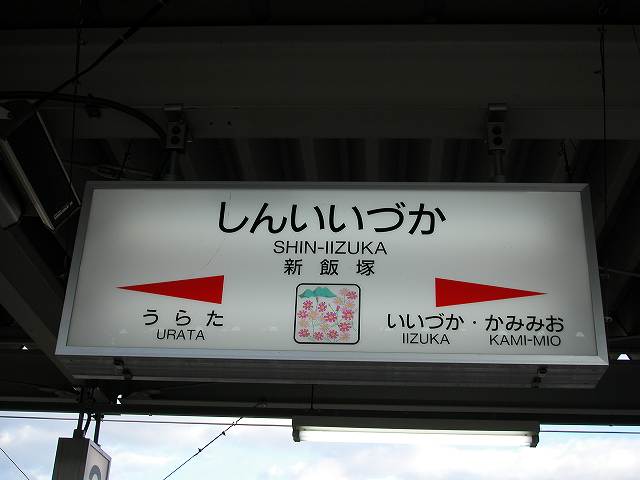 しんいいづか
SHIN-IIZUKA
新飯塚
うらた
URATA
いいづか・かみみお
IIZUKA KAMI-MIO